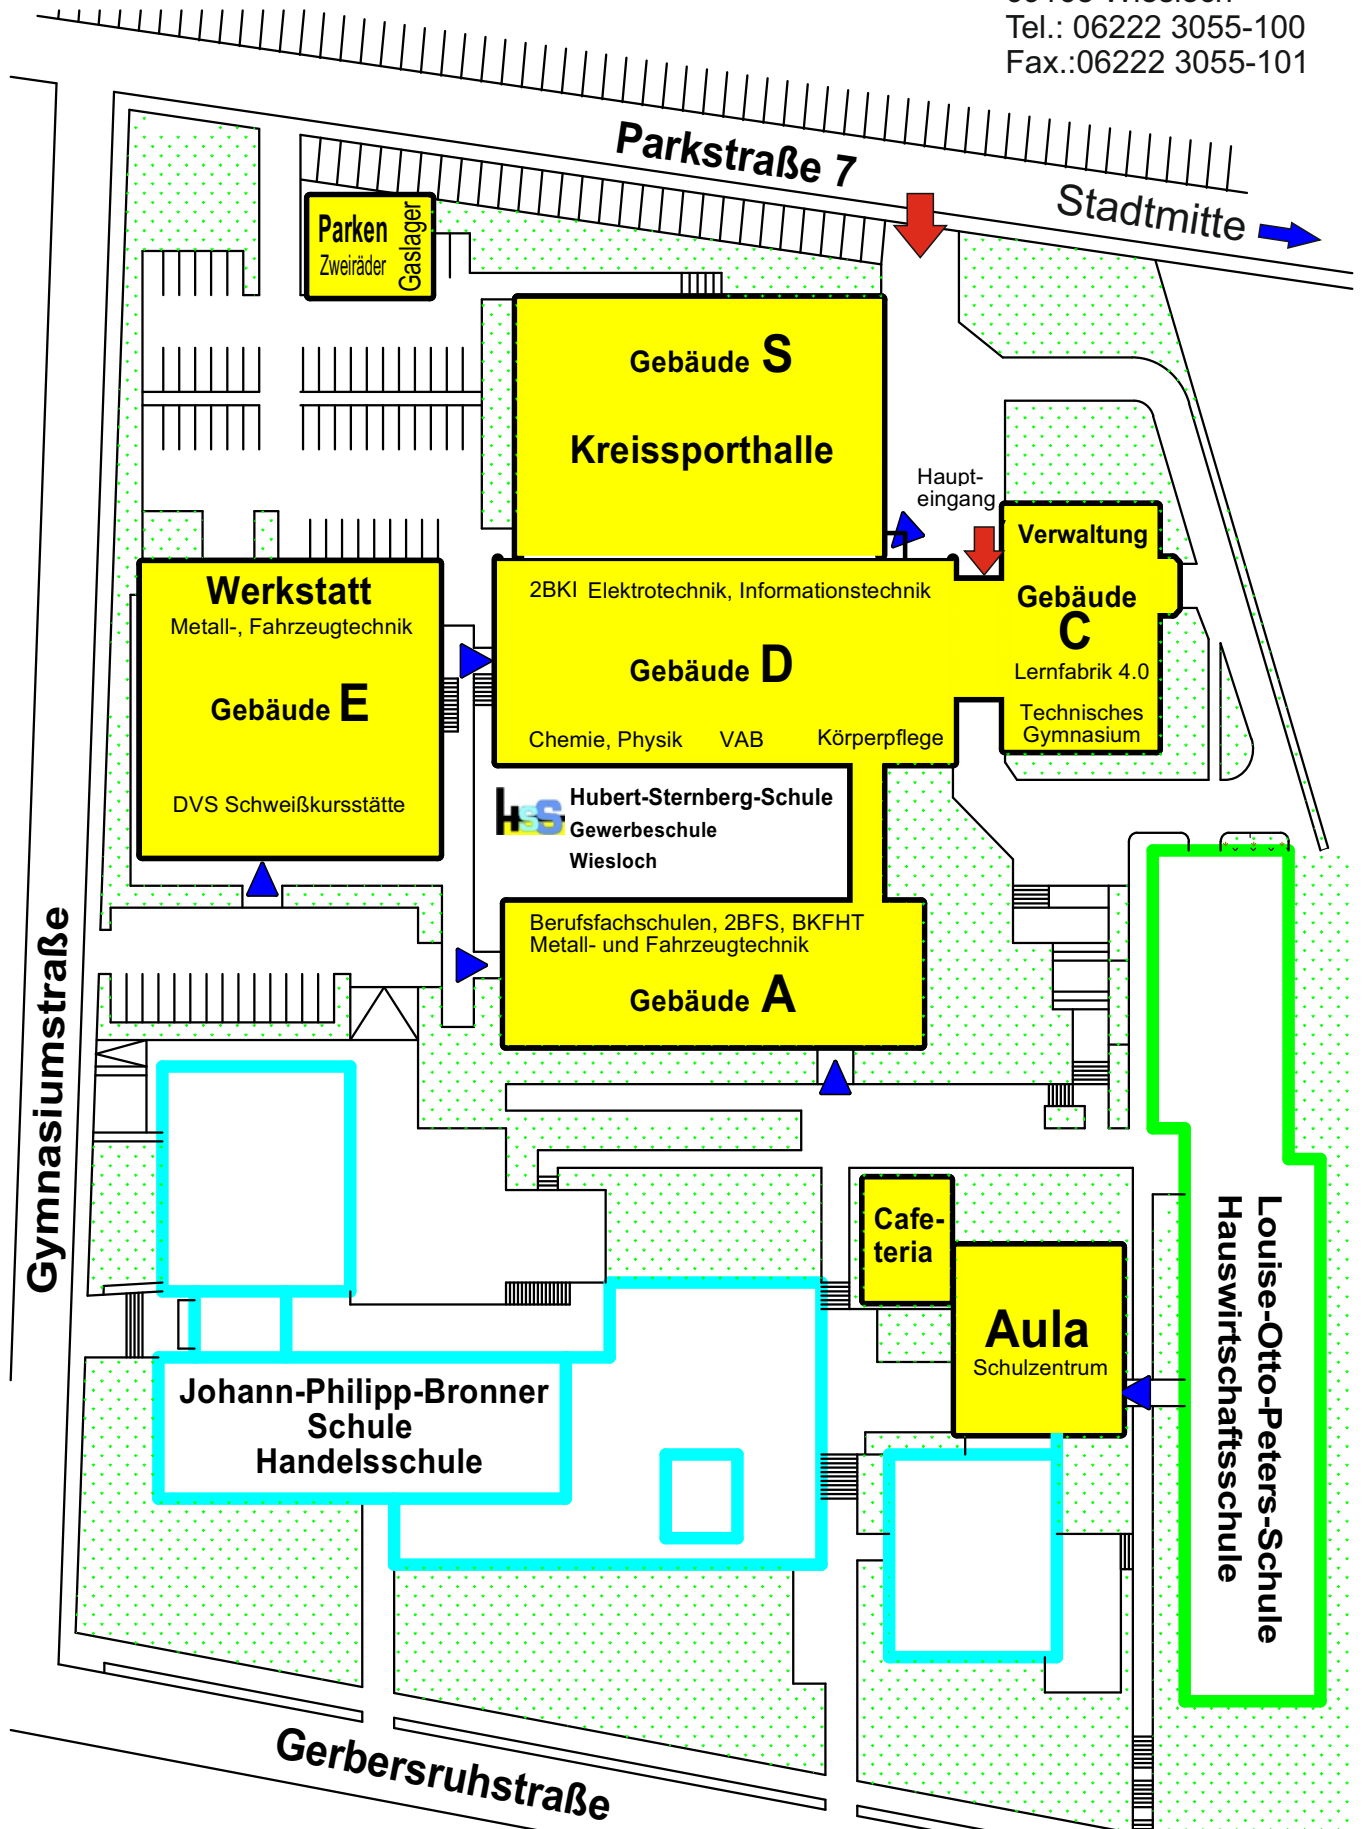 Tel.: 06222 3055-100
Fax.:06222 3055-101
Parkstraße 7
Stadtmitte
Parken
Zweiräder
Gaslager
Gebäude S
Kreissporthalle
Haupt-
eingang
Verwaltung
Gebäude
C
Lernfabrik 4.0
Technisches
Gymnasium
Werkstatt
Metall-, Fahrzeugtechnik
Gebäude E
DVS Schweißkursstätte
2BKI Elektrotechnik, Informationstechnik
Gebäude D
Chemie, Physik VAB Körperpflege
HSS
Hubert-Sternberg-Schule
Gewerbeschule
Wiesloch
Berufsfachschulen, 2BFS, BKFHT
Metall- und Fahrzeugtechnik
Gebäude A
Gymnasiumstraße
Cafe-
teria
Aula
Schulzentrum
Louise-Otto-Peters-Schule
Hauswirtschaftsschule
Johann-Philipp-Bronner
Schule
Handelsschule
Gerbersruhstraße